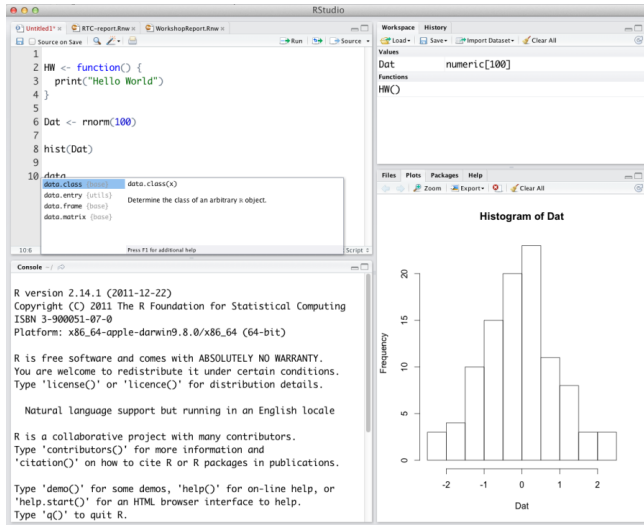 RStudio
Untitled1* RTC-report.Rnw WorkshopReport.Rnw
Source on Save Run Source
1
2 HW <- function() {
3 print("Hello World")
4 }
5
6 Dat <- rnorm(100)
7
8 hist(Dat)
9
10 data
data.class {base} data.class(x)
data.entry {utils} Determine the class of an arbitrary R object.
data.frame {base}
data.matrix {base}
Press F1 for additional help
10:6 Script
Console ~/
R version 2.14.1 (2011-12-22)
Copyright (C) 2011 The R Foundation for Statistical Computing
ISBN 3-900051-07-0
Platform: x86_64-apple-darwin9.8.0/x86_64 (64-bit)
R is free software and comes with ABSOLUTELY NO WARRANTY.
You are welcome to redistribute it under certain conditions.
Type 'license()' or 'licence()' for distribution details.
Natural language support but running in an English locale
R is a collaborative project with many contributors.
Type 'contributors()' for more information and
'citation()' on how to cite R or R packages in publications.
Type 'demo()' for some demos, 'help()' for on-line help, or
'help.start()' for an HTML browser interface to help.
Type 'q()' to quit R.
Workspace History
Load Save Import Dataset Clear All
Values
Dat numeric[100]
Functions
HW()
Files Plots Packages Help
Zoom Export Clear All
Histogram of Dat
Frequency
20
15
10
5
0
-2 -1 0 1 2
Dat